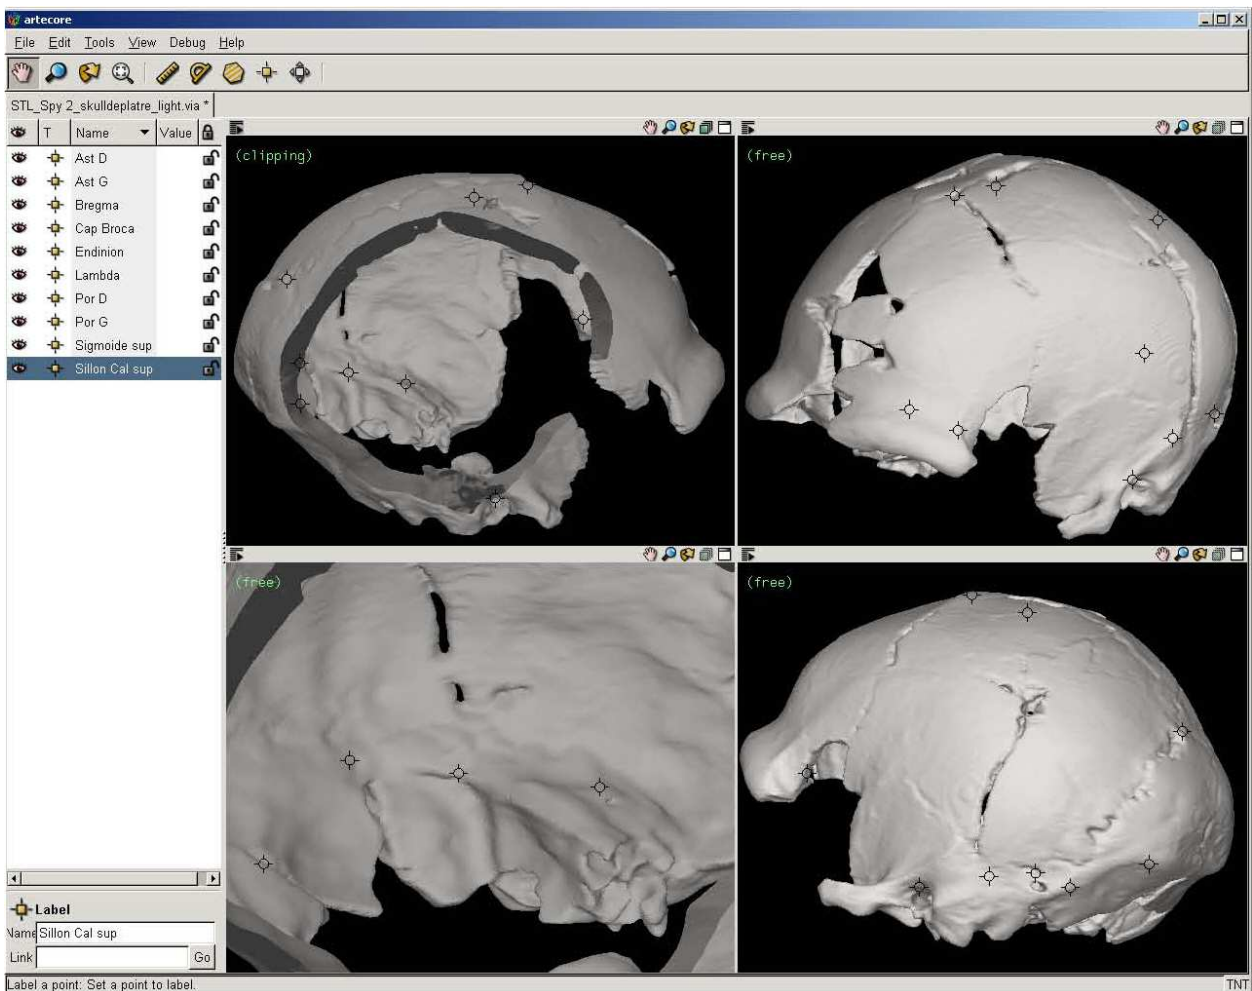 artecore
File Edit Tools View Debug Help
STL_Spy 2_skulldeplatre_light.via *
T Name Value
Ast D
Ast G
Bregma
Cap Broca
Endinion
Lambda
Por D
Por G
Sigmoide sup
Sillon Cal sup
(clipping)
(free)
(free)
(free)
Label
Name Sillon Cal sup
Link Go
Label a point: Set a point to label. TNT